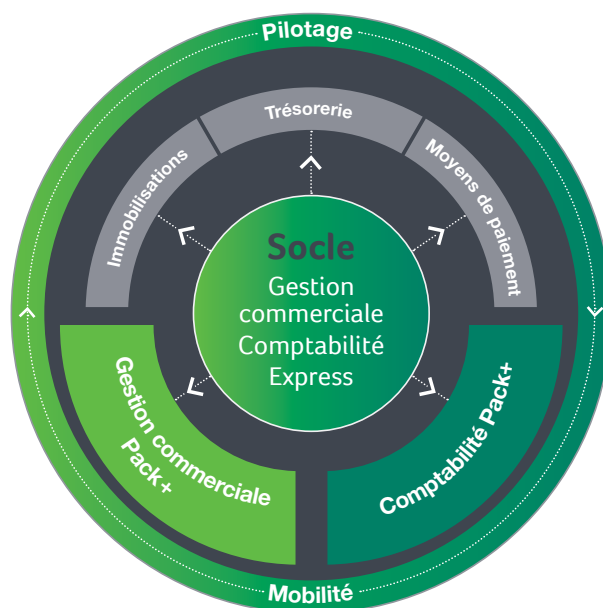 Pilotage
Trésorerie
Immobilisations
Moyens de paiement
Socle
Gestion
commerciale
Comptabilité
Express
Gestion commerciale
Pack+
Comptabilité Pack+
Mobilité